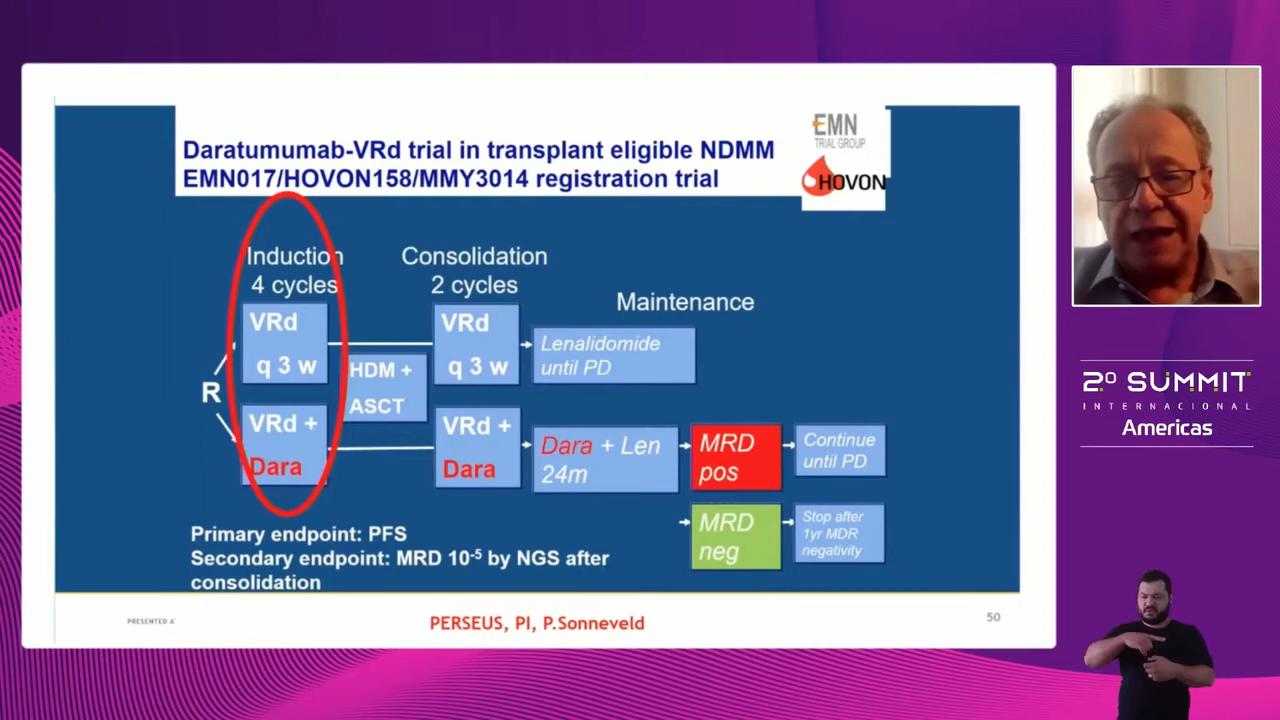 Daratumumab-VRd trial in transplant eligible NDMM
EMN017/HOVON158/MMY3014 registration trial
EMN
TRIAL GROUP
HOVON
Induction
4 cycles
Consolidation
2 cycles
Maintenance
R
VRd
q 3 w
HDM +
ASCT
VRd
q 3 w
Lenalidomide
until PD
VRd +
Dara
VRd +
Dara
Dara + Len
24m
MRD
pos
Continue
until PD
MRD
neg
Stop after
1yr MDR
negativity
Primary endpoint: PFS
Secondary endpoint: MRD 10-5 by NGS after
consolidation
PRESENTED A
PERSEUS, PI, P.Sonneveld
50
2º SUMMIT
INTERNACIONAL
Americas